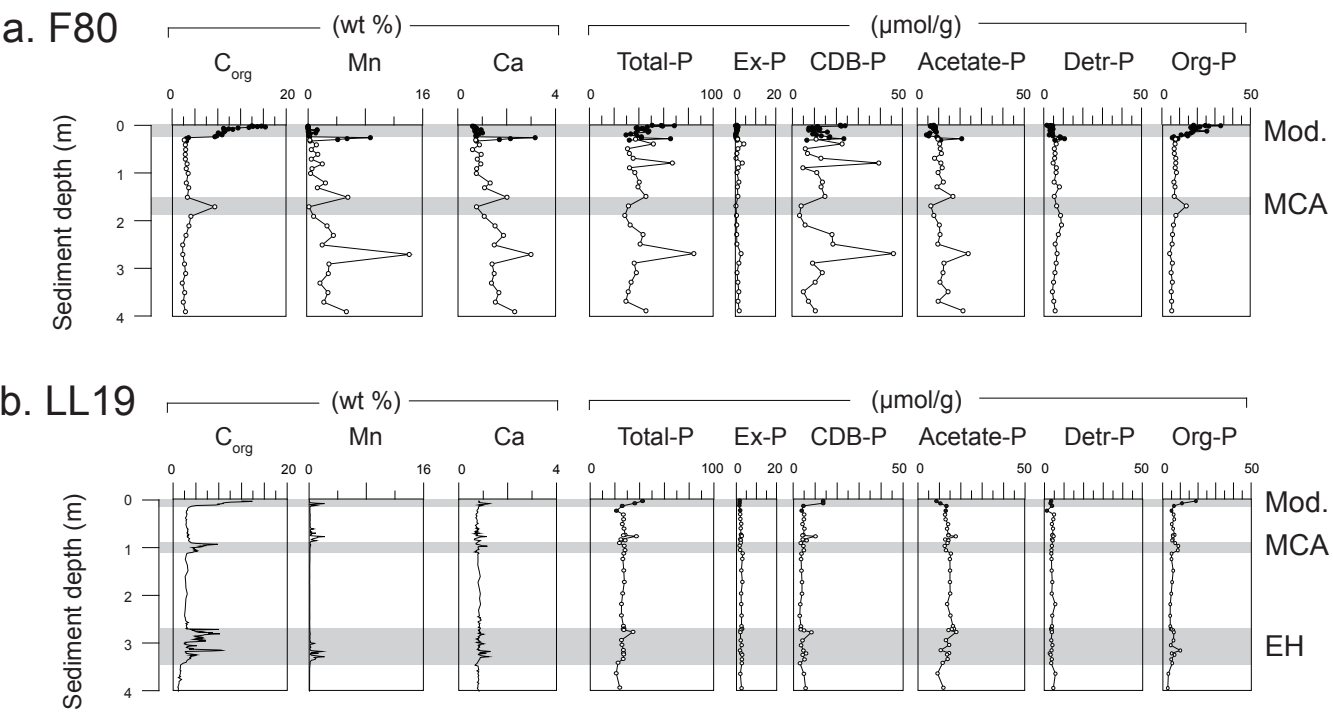 a. F80
(wt %) (µmol/g)
Corg Mn Ca Total-P Ex-P CDB-P Acetate-P Detr-P Org-P
0 20 0 16 0 4 0 100 0 20 0 50 0 50 0 50 0 50
Sediment depth (m)
0
1
2
3
4
Mod.
MCA
b. LL19
(wt %) (µmol/g)
Corg Mn Ca Total-P Ex-P CDB-P Acetate-P Detr-P Org-P
0 20 0 16 0 4 0 100 0 20 0 50 0 50 0 50 0 50
Sediment depth (m)
0
1
2
3
4
Mod.
MCA
EH